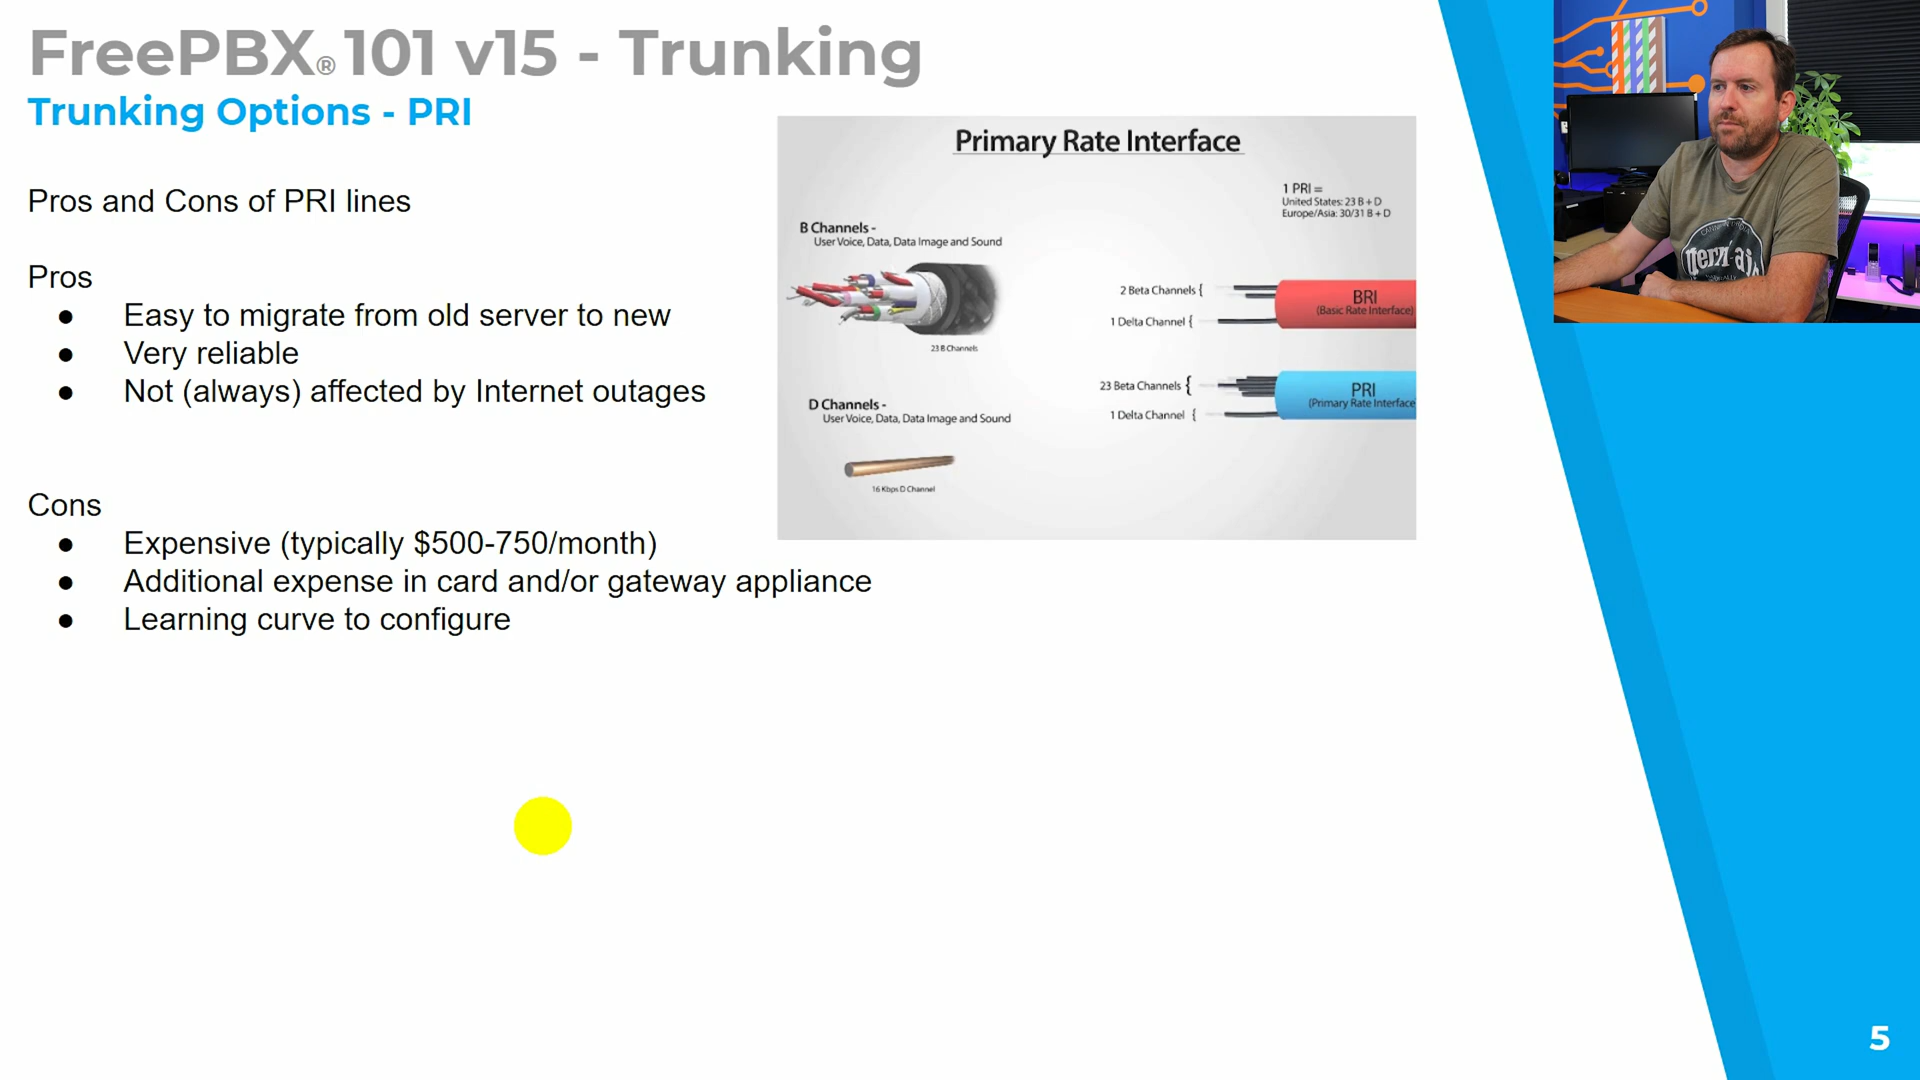 FreePBX® 101 v15 - Trunking
Trunking Options - PRI
Pros and Cons of PRI lines
Pros
● Easy to migrate from old server to new
● Very reliable
● Not (always) affected by Internet outages
Cons
● Expensive (typically $500-750/month)
● Additional expense in card and/or gateway appliance
● Learning curve to configure
Primary Rate Interface
1 PRI =
United States: 23 B + D
Europe/Asia: 30/31 B + D
B Channels -
User Voice, Data, Data Image and Sound
23 B Channels
D Channels -
User Voice, Data, Data Image and Sound
16 Kbps D Channel
2 Beta Channels {
1 Delta Channel {
BRI
(Basic Rate Interface)
23 Beta Channels {
1 Delta Channel {
PRI
(Primary Rate Interface
5